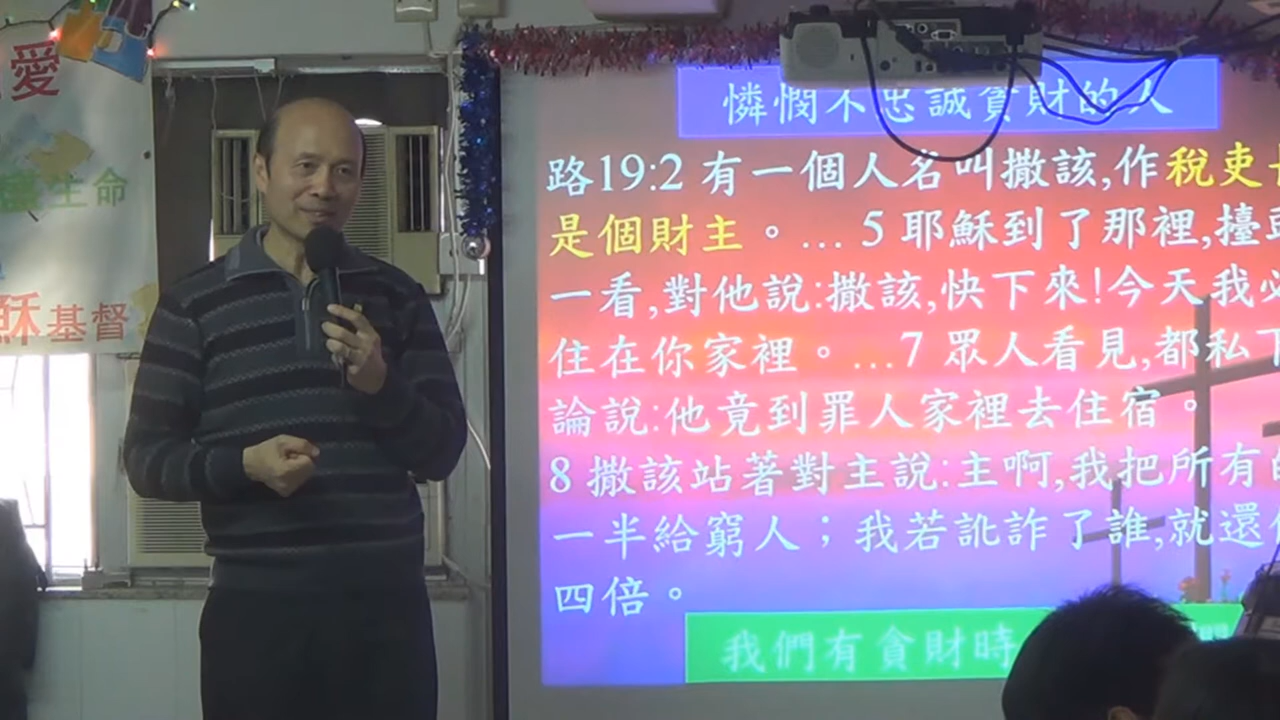 愛
生命
穌基督
憐憫不忠誠貪財的人
路19:2 有一個人名叫撒該,作稅吏
是個財主。... 5 耶穌到了那裡,擡
一看,對他說:撒該,快下來!今天我必
住在你家裡。...7 眾人看見,都私下
論說:他竟到罪人家裡去住宿。
8 撒該站著對主說:主啊,我把所有的
一半給窮人；我若訛詐了誰,就還他
四倍。
我們有貪財時